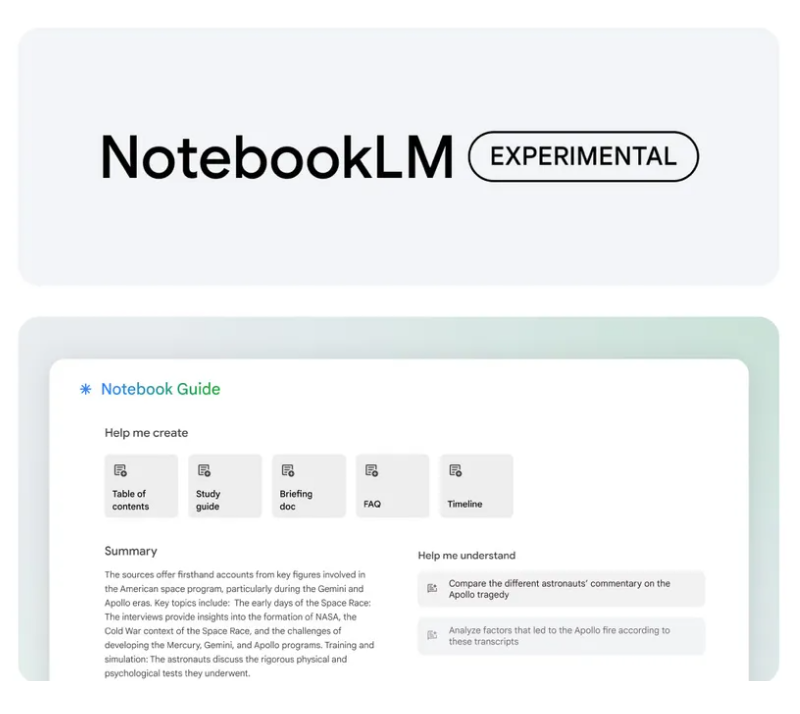 NotebookLM EXPERIMENTAL
Notebook Guide
Help me create
Table of
contents
Study
guide
Briefing
doc
FAQ
Timeline
Summary
The sources offer firsthand accounts from key figures involved in
the American space program, particularly during the Gemini and
Apollo eras. Key topics include: The early days of the Space Race:
The interviews provide insights into the formation of NASA, the
Cold War context of the Space Race, and the challenges of
developing the Mercury, Gemini, and Apollo programs. Training and
simulation: The astronauts discuss the rigorous physical and
psychological tests they underwent.
Help me understand
Compare the different astronauts' commentary on the
Apollo tragedy
Analyze factors that led to the Apollo fire according to
these transcripts